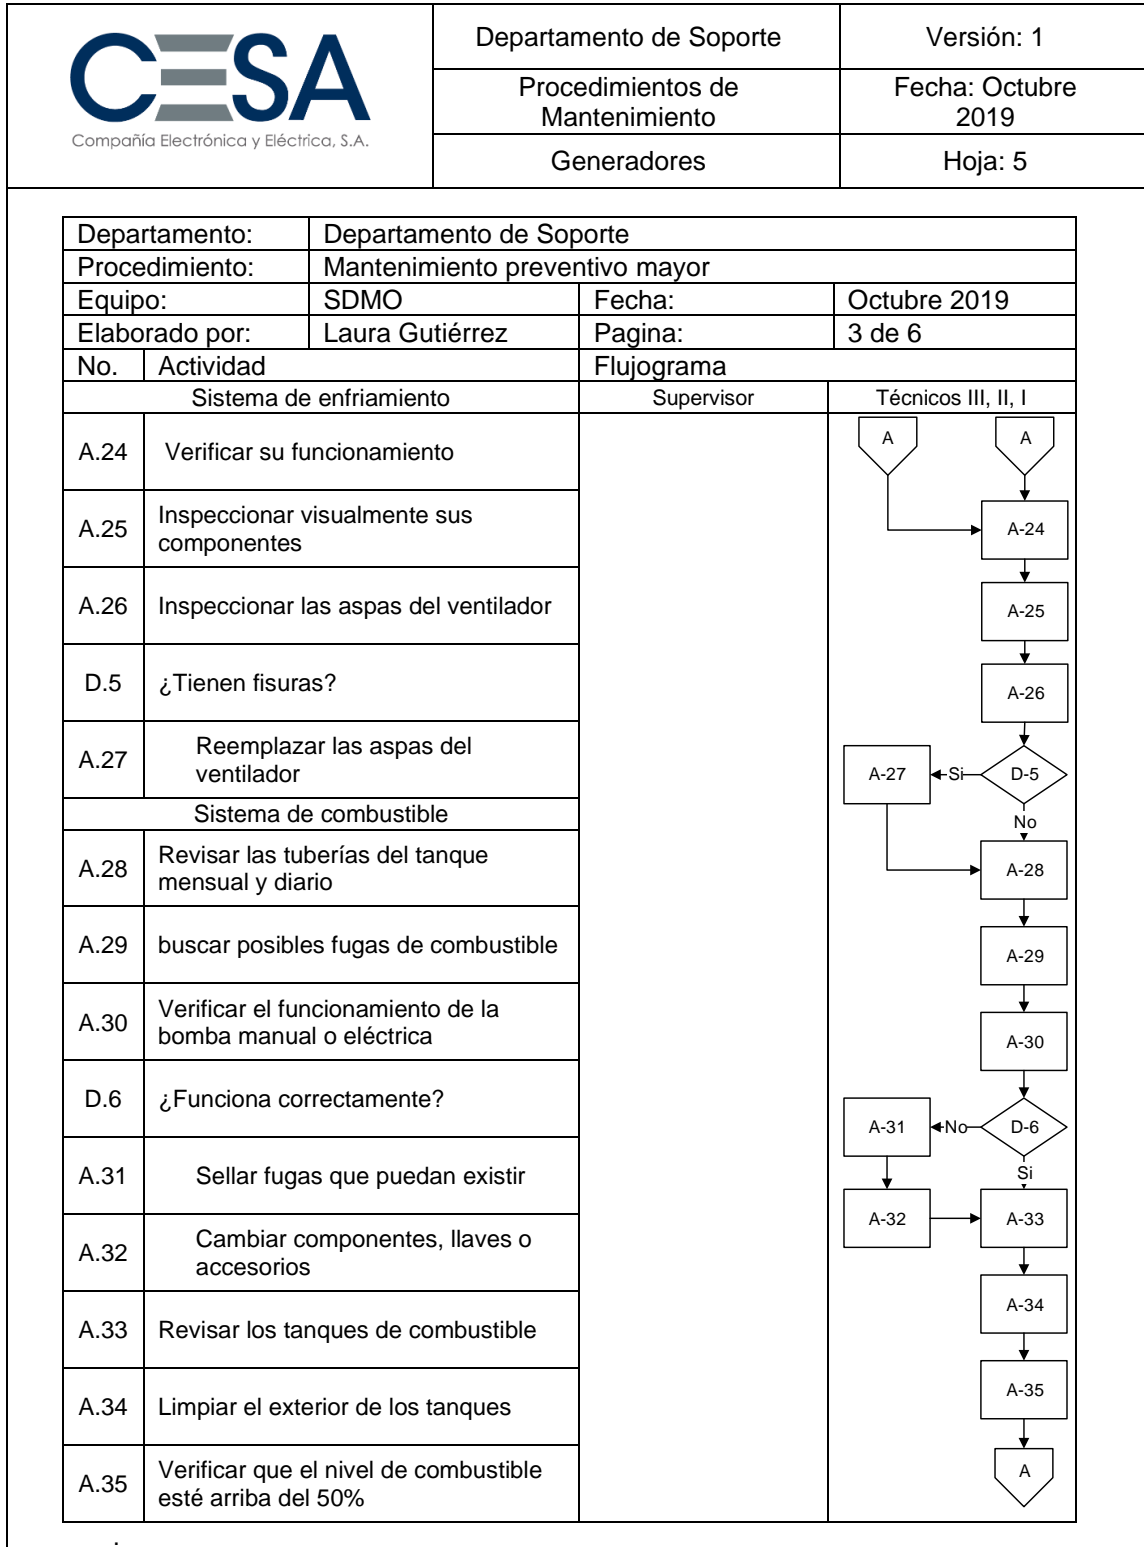 CESA
Compañía Electrónica y Eléctrica, S.A.
Departamento de Soporte
Versión: 1
Procedimientos de
Mantenimiento
Fecha: Octubre
2019
Generadores
Hoja: 5
Departamento:
Departamento de Soporte
Procedimiento:
Mantenimiento preventivo mayor
Equipo:
SDMO
Fecha:
Octubre 2019
Elaborado por:
Laura Gutiérrez
Pagina:
3 de 6
No.
Actividad
Flujograma
Sistema de enfriamiento
Supervisor
Técnicos III, II, I
A.24
Verificar su funcionamiento
A.25
Inspeccionar visualmente sus
componentes
A.26
Inspeccionar las aspas del ventilador
D.5
¿Tienen fisuras?
A.27
Reemplazar las aspas del
ventilador
Sistema de combustible
A.28
Revisar las tuberías del tanque
mensual y diario
A.29
buscar posibles fugas de combustible
A.30
Verificar el funcionamiento de la
bomba manual o eléctrica
D.6
¿Funciona correctamente?
A.31
Sellar fugas que puedan existir
A.32
Cambiar componentes, llaves o
accesorios
A.33
Revisar los tanques de combustible
A.34
Limpiar el exterior de los tanques
A.35
Verificar que el nivel de combustible
esté arriba del 50%
A
A
A-24
A-25
A-26
A-27
Si
D-5
No
A-28
A-29
A-30
A-31
No
D-6
Si
A-32
A-33
A-34
A-35
A
.